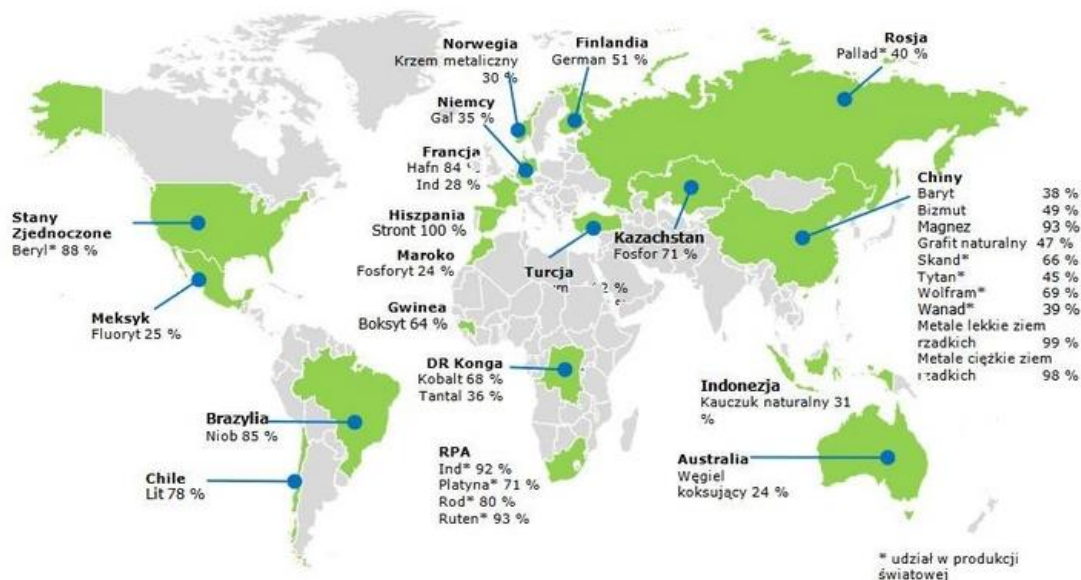 Norwegia
Krzem metaliczny
30 %
Finlandia
German 51 %
Rosja
Pallad* 40 %
Niemcy
Gal 35 %
Francja
Hafn 84
Ind 28 %
Hiszpania
Stront 100 %
Maroko
Fosforyt 24 %
Gwinea
Boksyt 64 %
Turcja
Kazachstan
Fosfor 71 %
Chiny
Baryt 38 %
Bizmut 49 %
Magnez 93 %
Grafit naturalny 47 %
Skand* 66 %
Tytan* 45 %
Wolfram* 69 %
Wanad* 39 %
Metale lekkie ziem
rzadkich 99 %
Metale ciężkie ziem
rzadkich 98 %
Stany
Zjednoczone
Beryl* 88 %
Meksyk
Fluoryt 25 %
DR Konga
Kobalt 68 %
Tantal 36 %
Indonezja
Kauczuk naturalny 31
%
Brazylia
Niob 85 %
Chile
Lit 78 %
RPA
Ind* 92 %
Platyna* 71 %
Rod* 80 %
Ruten* 93 %
Australia
Węgiel
koksujący 24 %
* udział w produkcji
światowej